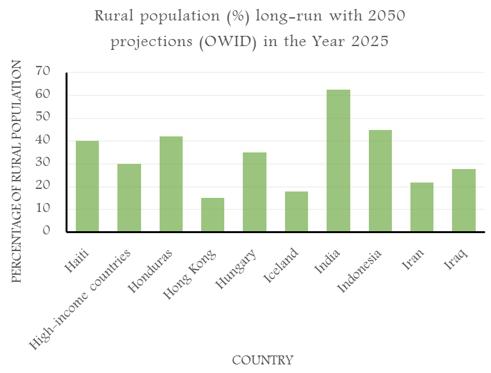 Rural population (%) long-run with 2050
projections (OWID) in the Year 2025
PERCENTAGE OF RURAL POPULATION
70
60
50
40
30
20
10
0
Haiti
High-income countries
Honduras
Hong Kong
Hungary
Iceland
India
Indonesia
Iran
Iraq
COUNTRY